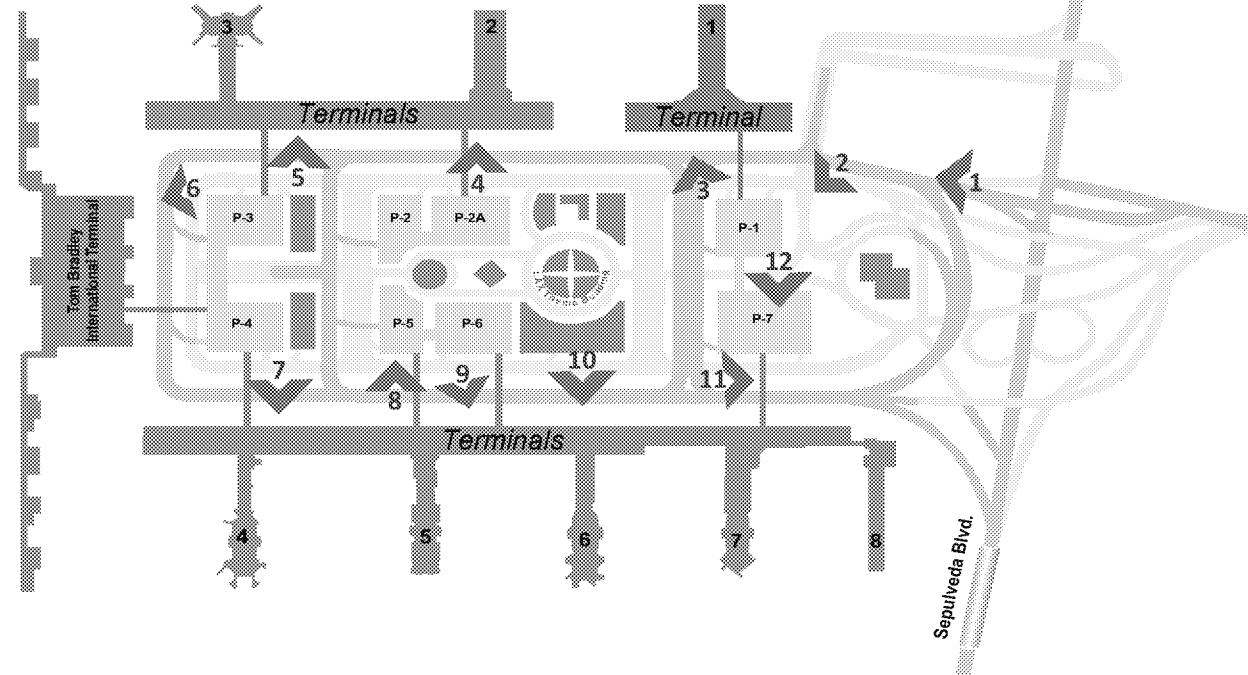 3
2
1
Terminals
Terminal
2
5
6
4
3
1
P-3
P-2
P-2A
P-1
Tom Bradley
International Terminal
12
P-4
P-5
P-6
P-7
7
9
10
11
8
Terminals
4
5
6
7
8
Sepulveda Blvd.